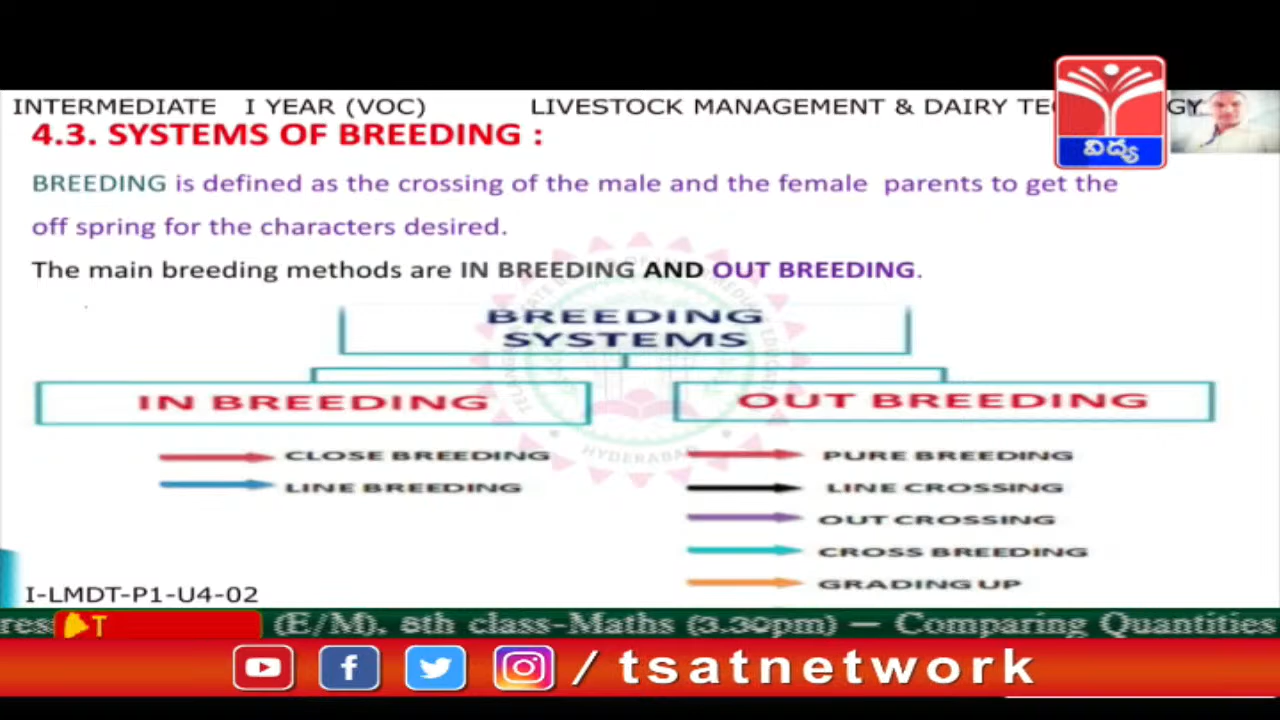 INTERMEDIATE I YEAR (VOC) LIVESTOCK MANAGEMENT & DAIRY TE GY
విద్య
4.3. SYSTEMS OF BREEDING :
BREEDING is defined as the crossing of the male and the female parents to get the
off spring for the characters desired.
The main breeding methods are IN BREEDING AND OUT BREEDING.
BREEDING
SYSTEMS
IN BREEDING
OUT BREEDING
CLOSE BREEDING
LINE BREEDING
PURE BREEDING
LINE CROSSING
OUT CROSSING
CROSS BREEDING
GRADING UP
HYDERABAD
I-LMDT-P1-U4-02
res T (E/M), 8th class-Maths (3.30pm) – Comparing Quantities
/ tsatnetwork